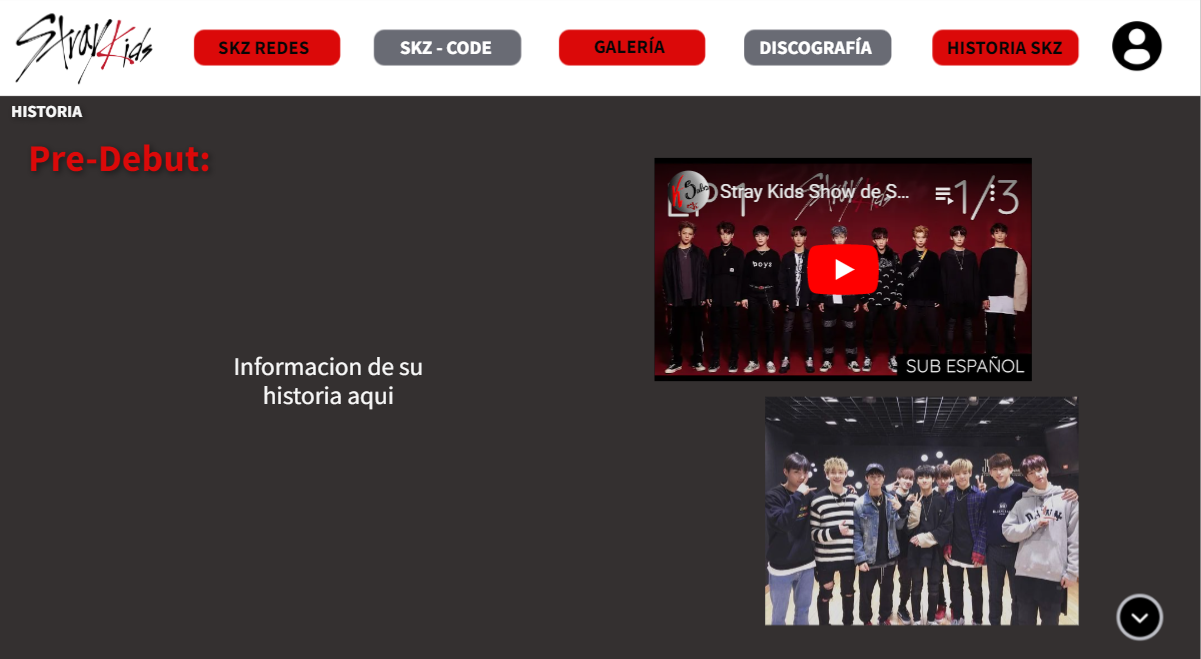 Stray Kids
SKZ REDES
SKZ - CODE
GALERÍA
DISCOGRAFÍA
HISTORIA SKZ
HISTORIA
Pre-Debut:
Stray Kids Show de S...
EP 1
1/3
boys
SUB ESPAÑOL
Informacion de su
historia aqui